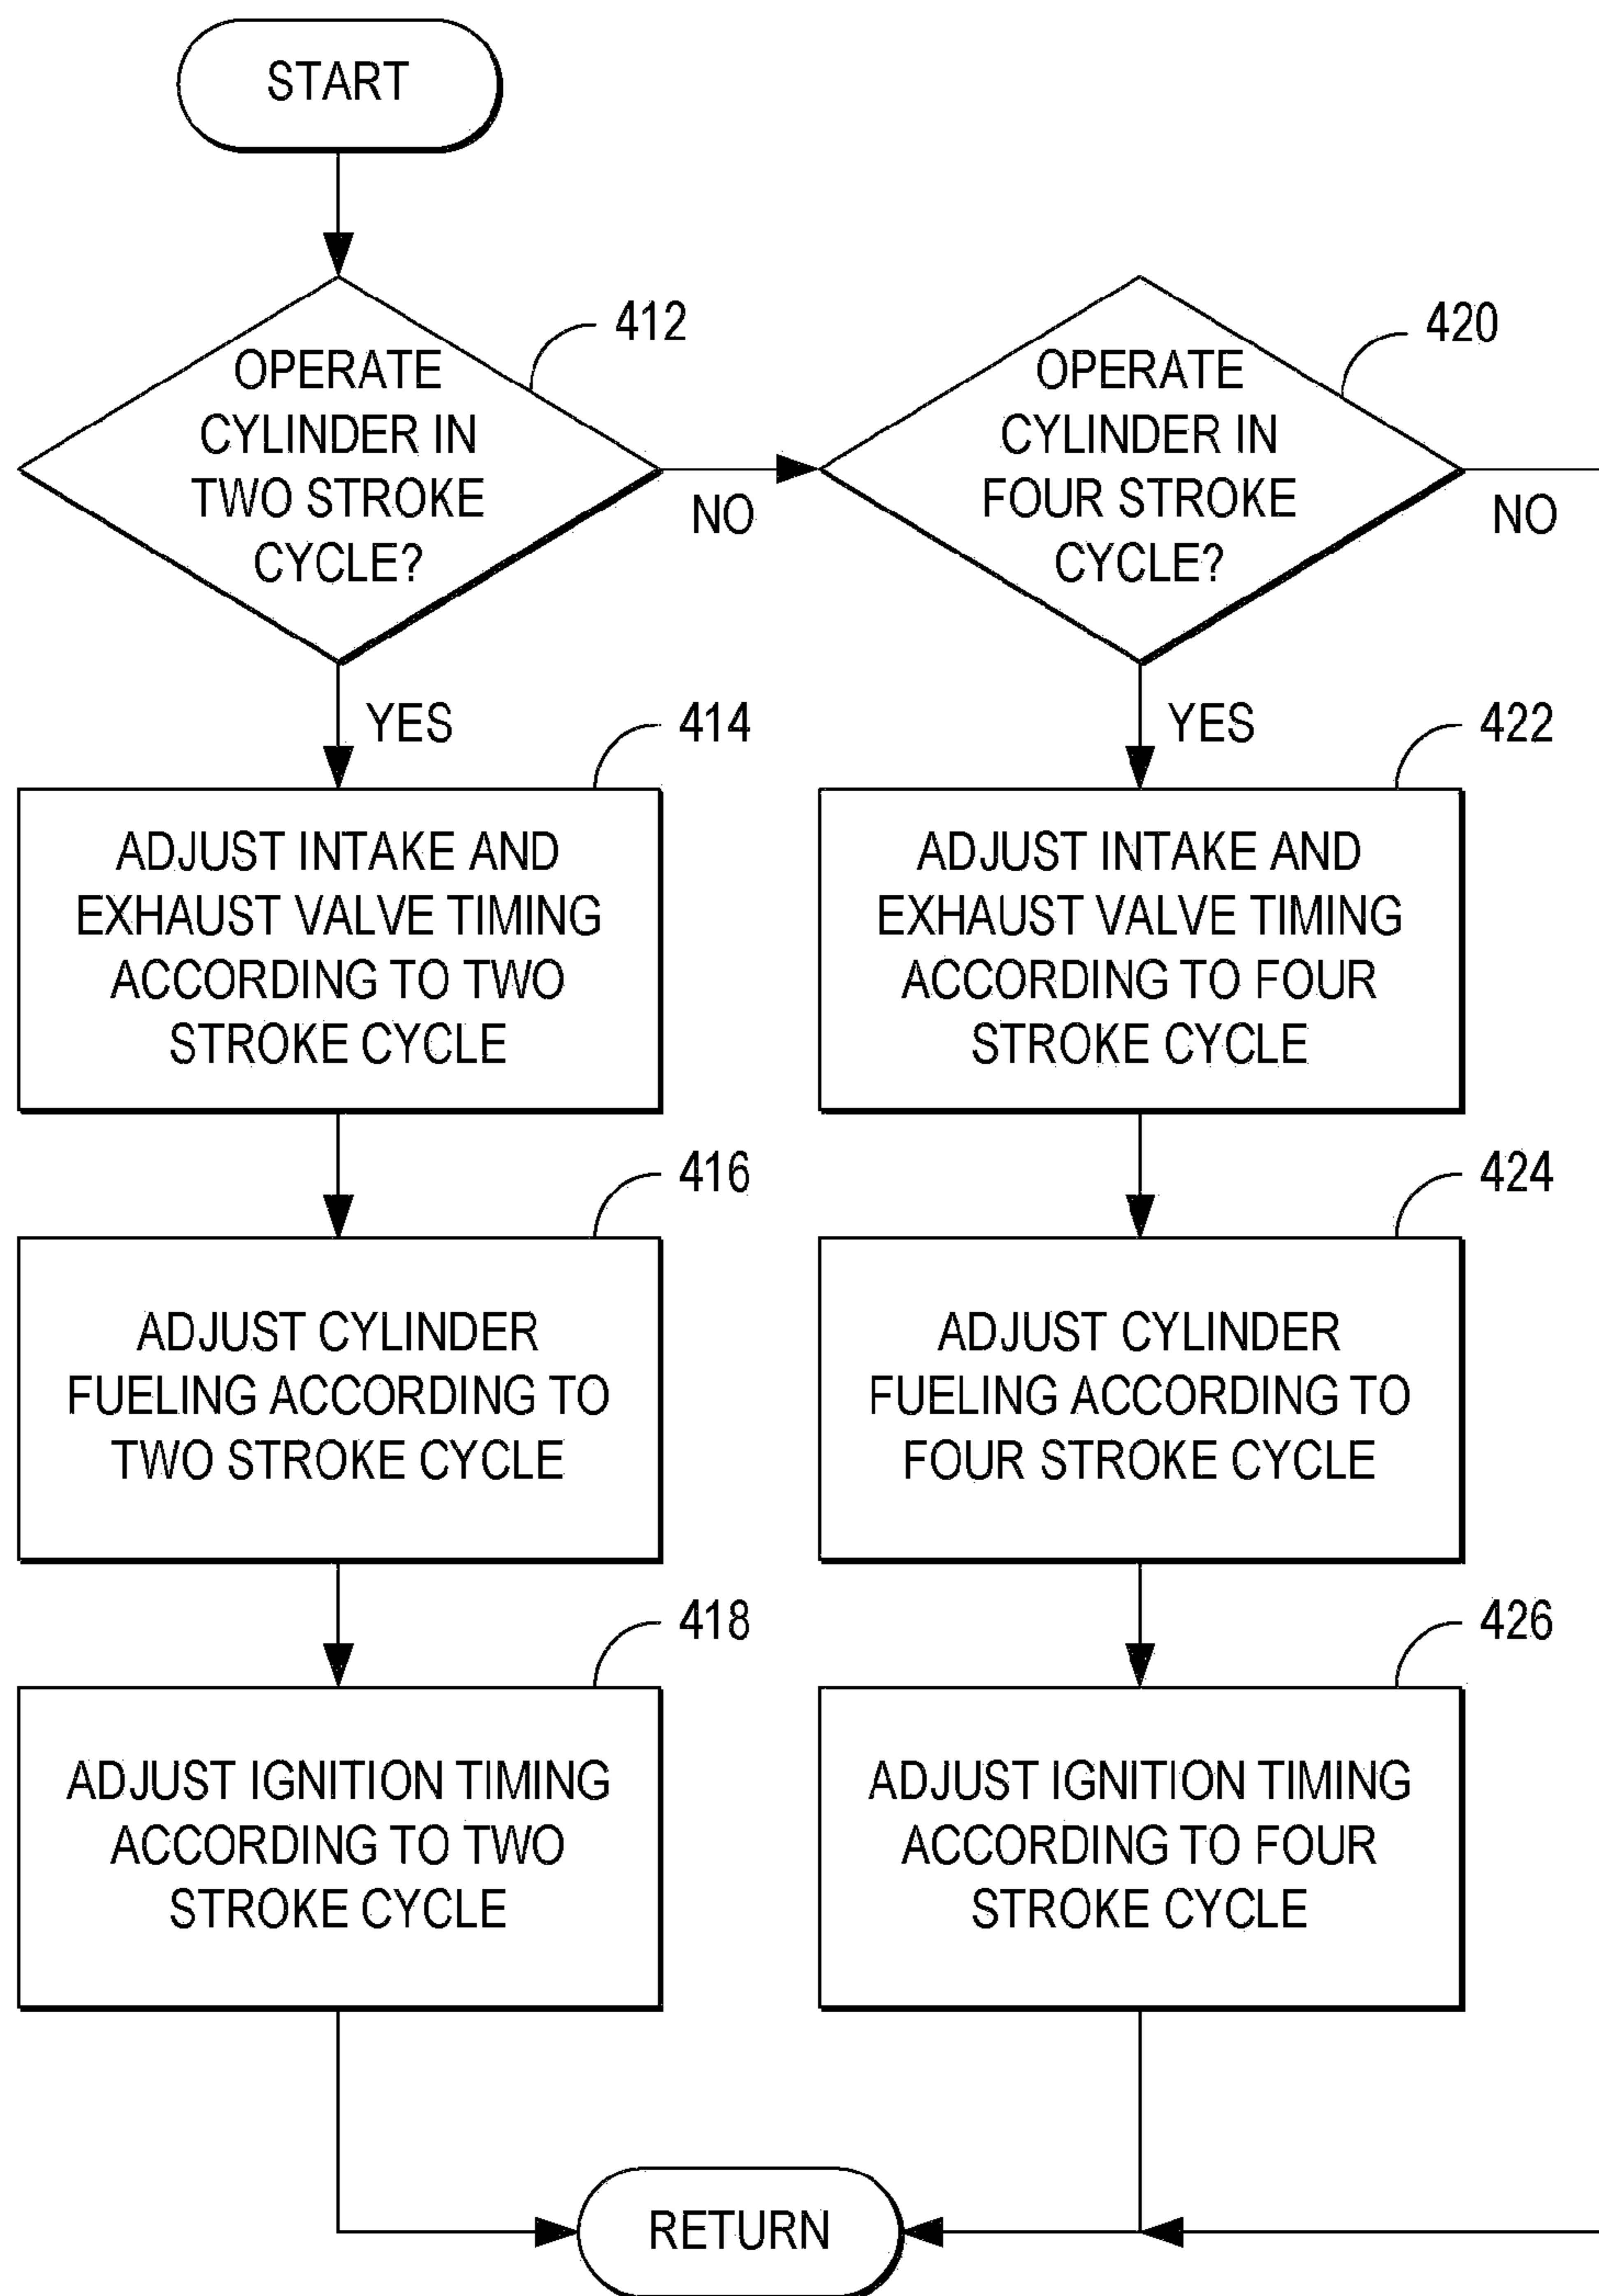 START
412
OPERATE
CYLINDER IN
TWO STROKE
CYCLE?
NO
YES
414
ADJUST INTAKE AND
EXHAUST VALVE TIMING
ACCORDING TO TWO
STROKE CYCLE
416
ADJUST CYLINDER
FUELING ACCORDING TO
TWO STROKE CYCLE
418
ADJUST IGNITION TIMING
ACCORDING TO TWO
STROKE CYCLE
420
OPERATE
CYLINDER IN
FOUR STROKE
CYCLE?
NO
YES
422
ADJUST INTAKE AND
EXHAUST VALVE TIMING
ACCORDING TO FOUR
STROKE CYCLE
424
ADJUST CYLINDER
FUELING ACCORDING TO
FOUR STROKE CYCLE
426
ADJUST IGNITION TIMING
ACCORDING TO FOUR
STROKE CYCLE
RETURN